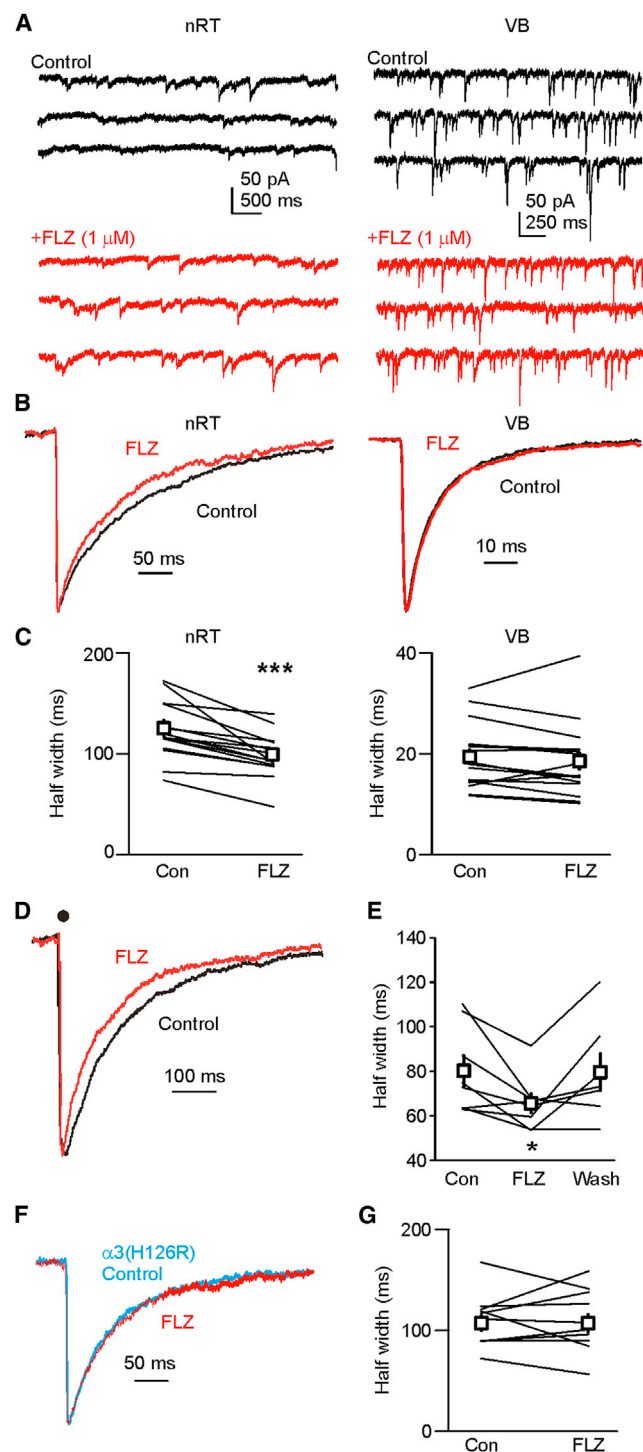 A
nRT
VB
Control
Control
50 pA
500 ms
50 pA
250 ms
+FLZ (1 μM)
+FLZ (1 μM)
B
nRT
VB
FLZ
Control
50 ms
FLZ
Control
10 ms
C
nRT
VB
Half width (ms)
200
100
0
***
Con
FLZ
Half width (ms)
40
20
0
Con
FLZ
D
FLZ
Control
100 ms
E
Half width (ms)
140
120
100
80
60
40
*
Con
FLZ
Wash
F
α3(H126R)
Control
FLZ
50 ms
G
Half width (ms)
200
100
0
Con
FLZ